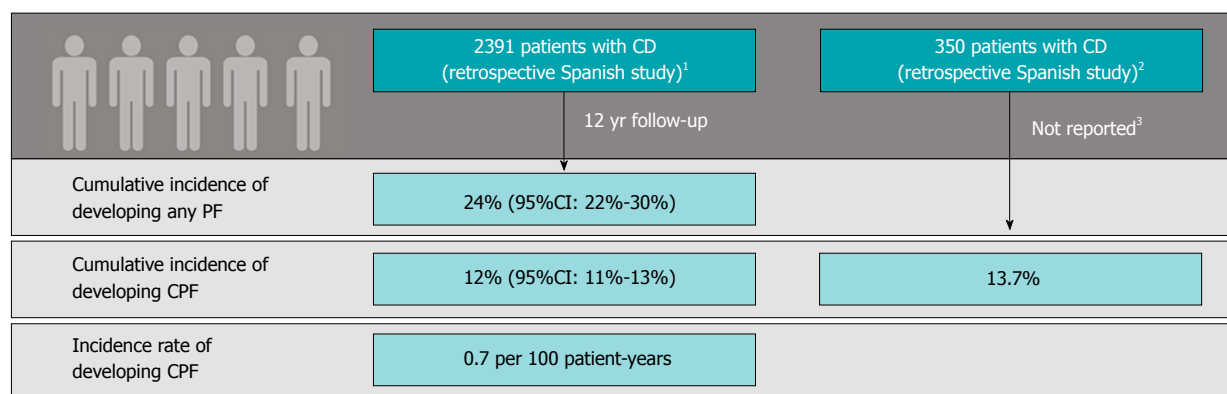 2391 patients with CD
(retrospective Spanish study)¹
350 patients with CD
(retrospective Spanish study)²
12 yr follow-up
Not reported³
Cumulative incidence of
developing any PF
24% (95%CI: 22%-30%)
Cumulative incidence of
developing CPF
12% (95%CI: 11%-13%)
13.7%
Incidence rate of
developing CPF
0.7 per 100 patient-years